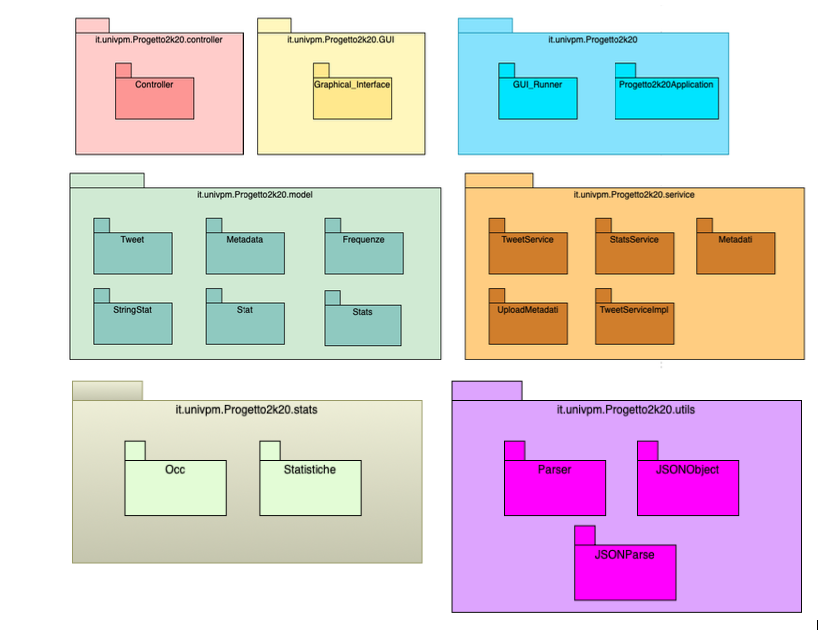 it.univpm.Progetto2k20.controller
Controller
it.univpm.Progetto2k20.GUI
Graphical_Interface
it.univpm.Progetto2k20
GUI_Runner
Progetto2k20Application
it.univpm.Progetto2k20.model
Tweet
Metadata
Frequenze
StringStat
Stat
Stats
it.univpm.Progetto2k20.serivice
TweetService
StatsService
Metadati
UploadMetadati
TweetServiceImpl
it.univpm.Progetto2k20.stats
Occ
Statistiche
it.univpm.Progetto2k20.utils
Parser
JSONObject
JSONParse